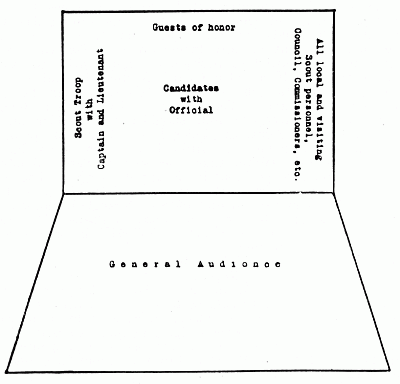 Guests of honor
Scout Troop
with
Captain and Lieutenant
Candidates
with
Official
All local and visiting
Scout personnel,
Council, Commissioners, etc.
General Audience